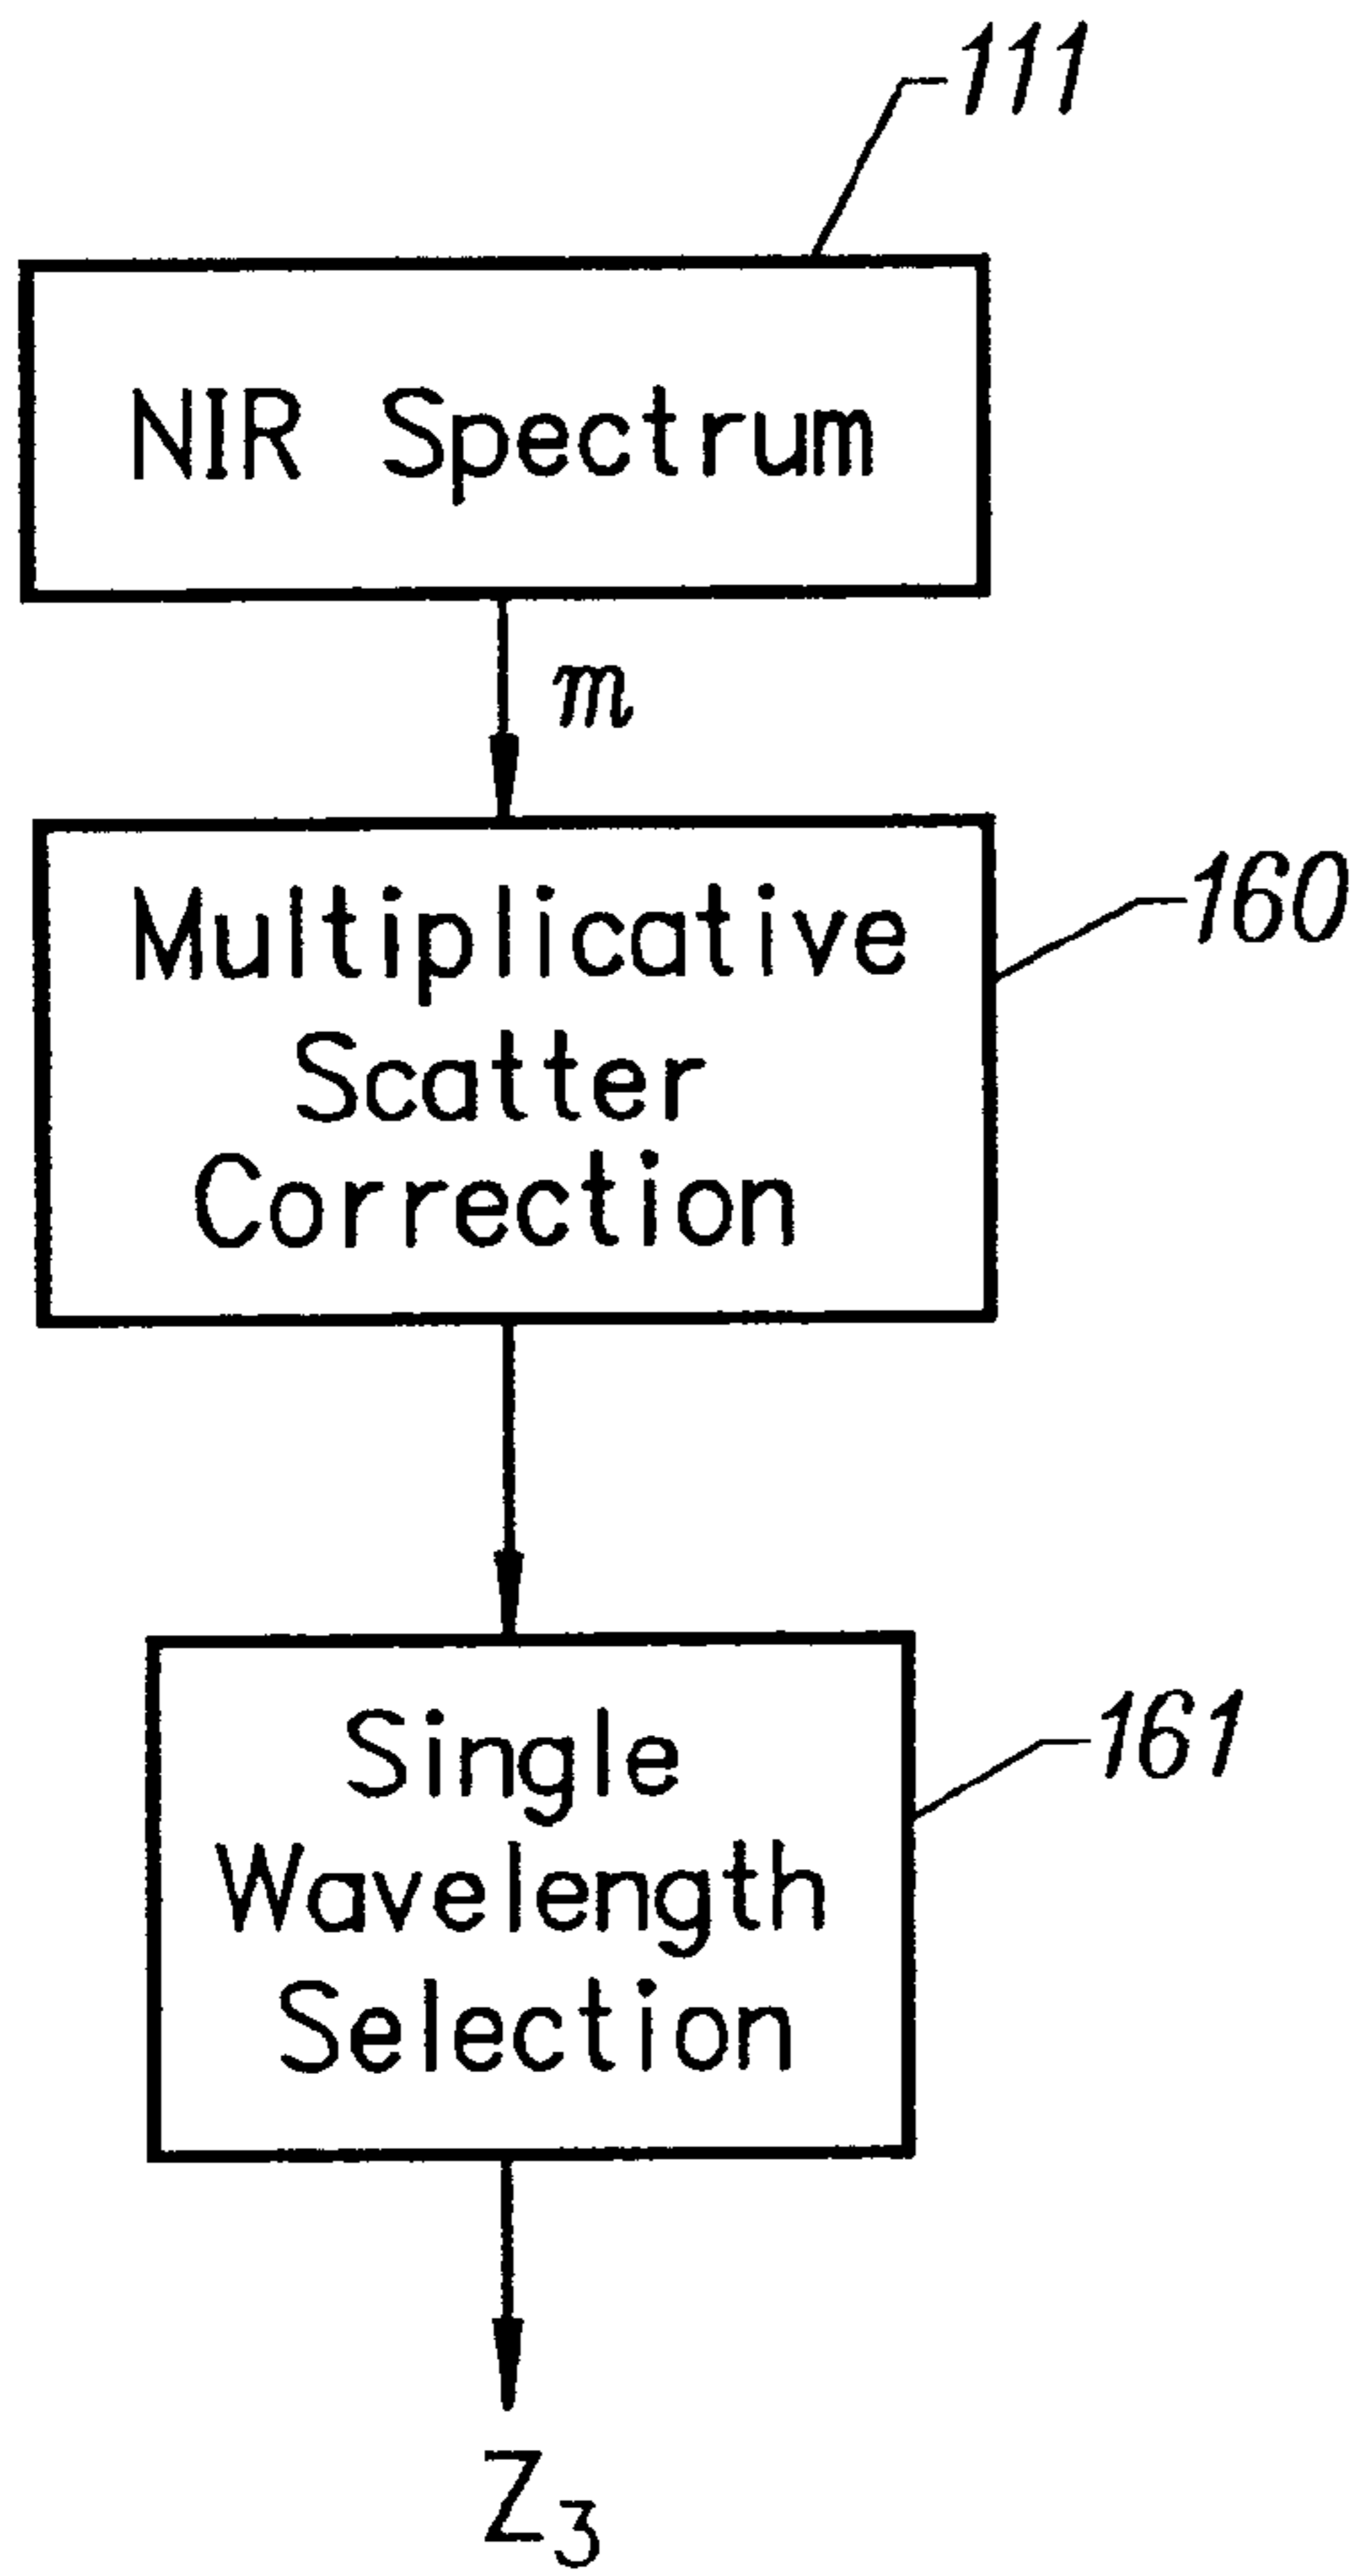 111
NIR Spectrum
m
Multiplicative
Scatter
Correction
160
Single
Wavelength
Selection
161
Z₃